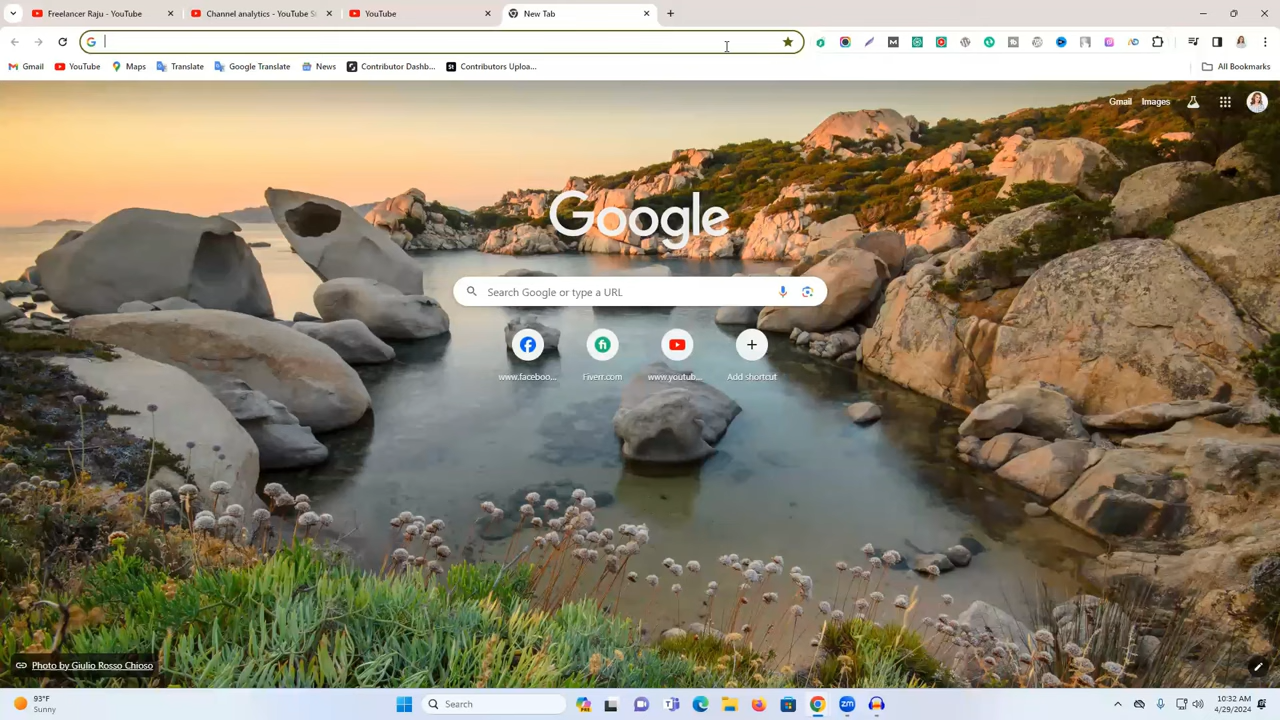 Freelancer Raju - YouTube
Channel analytics - YouTube S
YouTube
New Tab
Gmail
YouTube
Maps
Translate
Google Translate
News
Contributor Dashb...
Contributors Uploa...
All Bookmarks
Gmail
Images
Google
Search Google or type a URL
www.faceboo...
Fiverr.com
www.youtub...
Add shortcut
Photo by Giulio Rosso Chioso
93°F
Sunny
Search
10:32 AM
4/29/2024